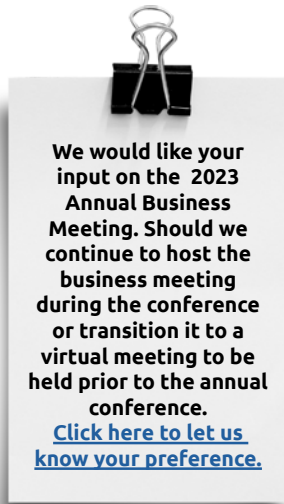 We would like your
input on the 2023
Annual Business
Meeting. Should we
continue to host the
business meeting
during the conference
or transition it to a
virtual meeting to be
held prior to the annual
conference.
Click here to let us
know your preference.